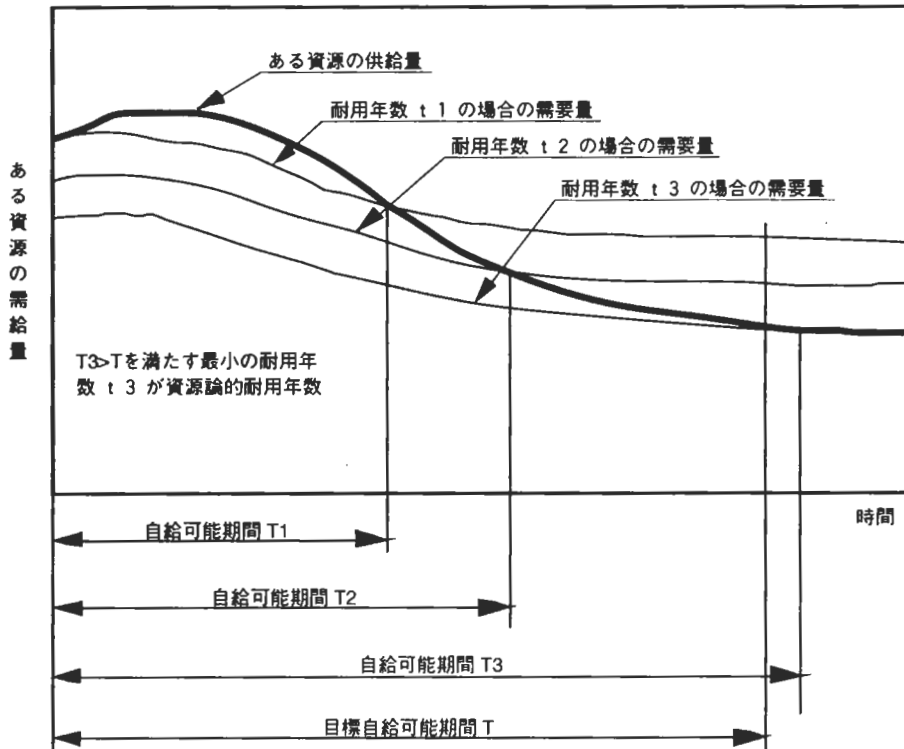 ある資源の供給量
耐用年数 t 1 の場合の需要量
耐用年数 t 2 の場合の需要量
耐用年数 t 3 の場合の需要量
ある資源の需給量
T3>Tを満たす最小の耐用年
数 t 3 が資源論的耐用年数
時間
自給可能期間 T1
自給可能期間 T2
自給可能期間 T3
目標自給可能期間 T